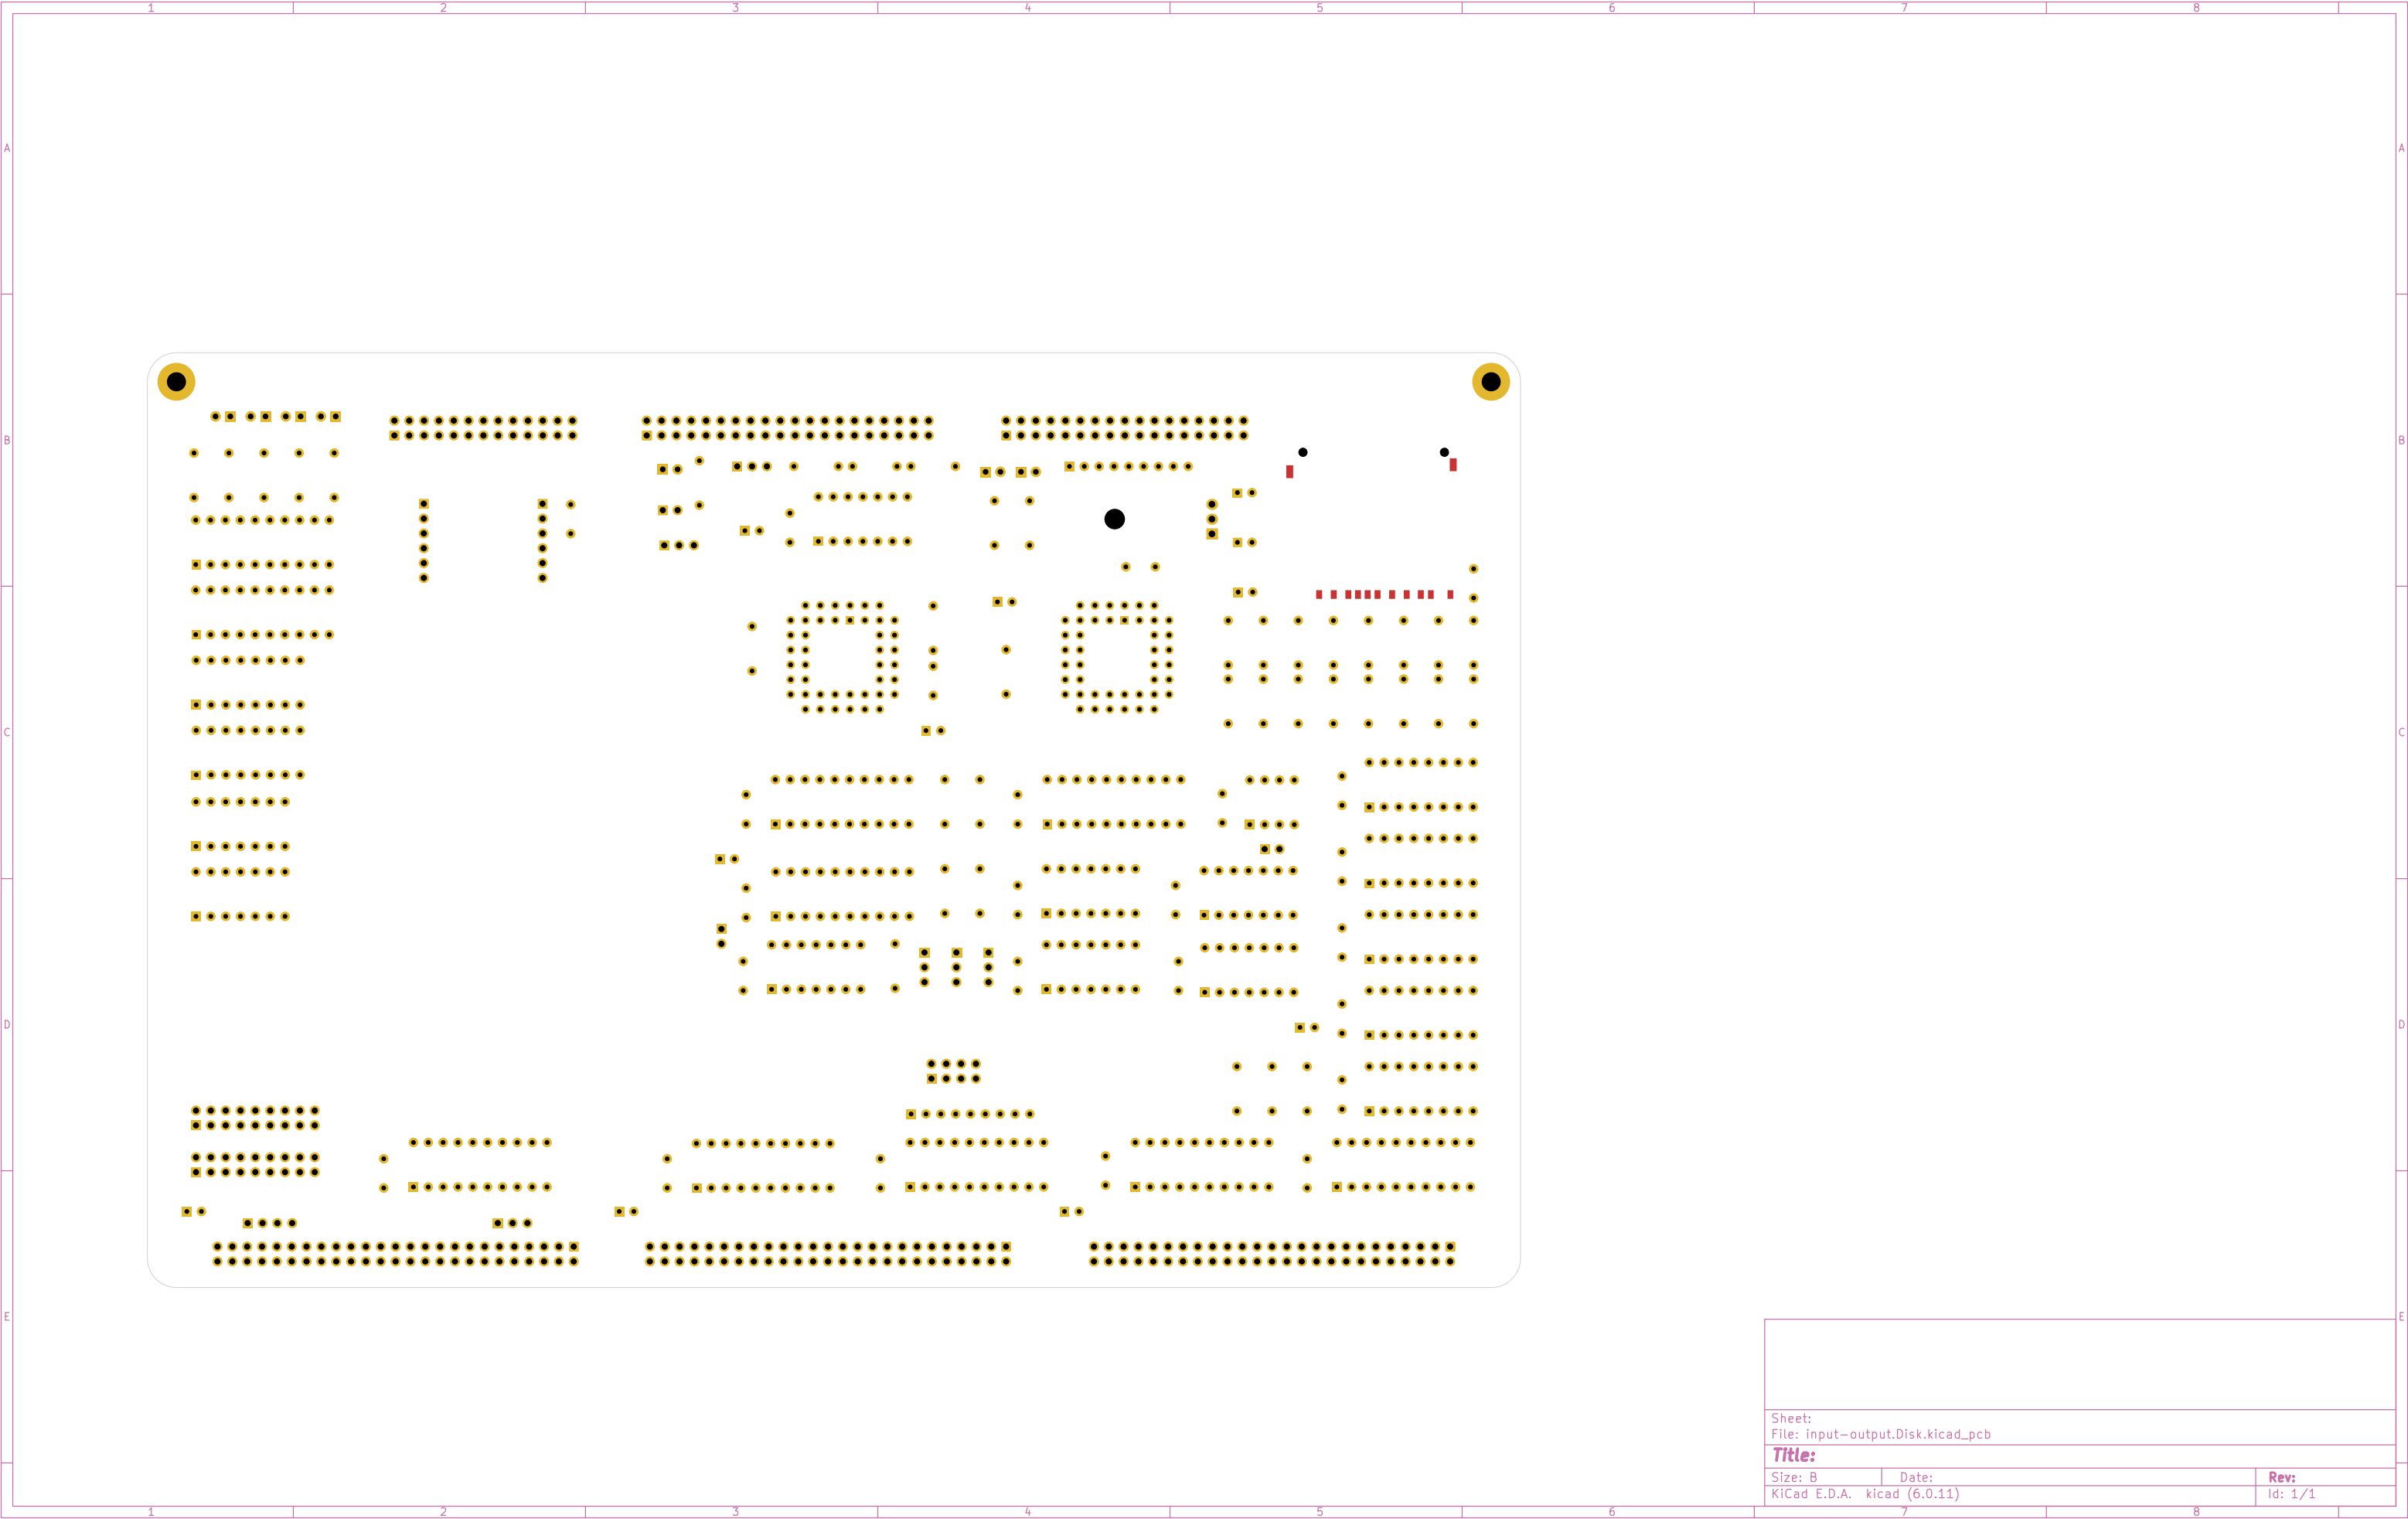 1 2 3 4 5 6 7 8
A A
B B
C C
D D
E E
Sheet:
File: input-output.Disk.kicad_pcb
Title:
Size: B Date: Rev:
KiCad E.D.A. kicad (6.0.11) Id: 1/1
1 2 3 4 5 6 7 8